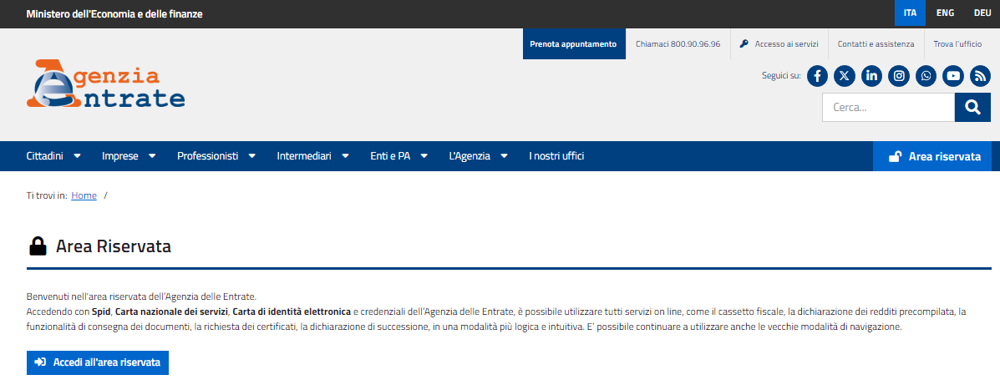 Ministero dell'Economia e delle finanze
ITA ENG DEU
Prenota appuntamento Chiamaci 800.90.96.96 Accesso ai servizi Contatti e assistenza Trova l'ufficio
Agenzia
Entrate
Seguici su:
Cerca...
Cittadini Imprese Professionisti Intermediari Enti e PA L'Agenzia I nostri uffici Area riservata
Ti trovi in: Home /
Area Riservata
Benvenuti nell'area riservata dell'Agenzia delle Entrate.
Accedendo con Spid, Carta nazionale dei servizi, Carta di identità elettronica e credenziali dell'Agenzia delle Entrate, è possibile utilizzare tutti servizi on line, come il cassetto fiscale, la dichiarazione dei redditi precompilata, la
funzionalità di consegna dei documenti, la richiesta dei certificati, la dichiarazione di successione, in una modalità più logica e intuitiva. E' possibile continuare a utilizzare anche le vecchie modalità di navigazione.
Accedi all'area riservata